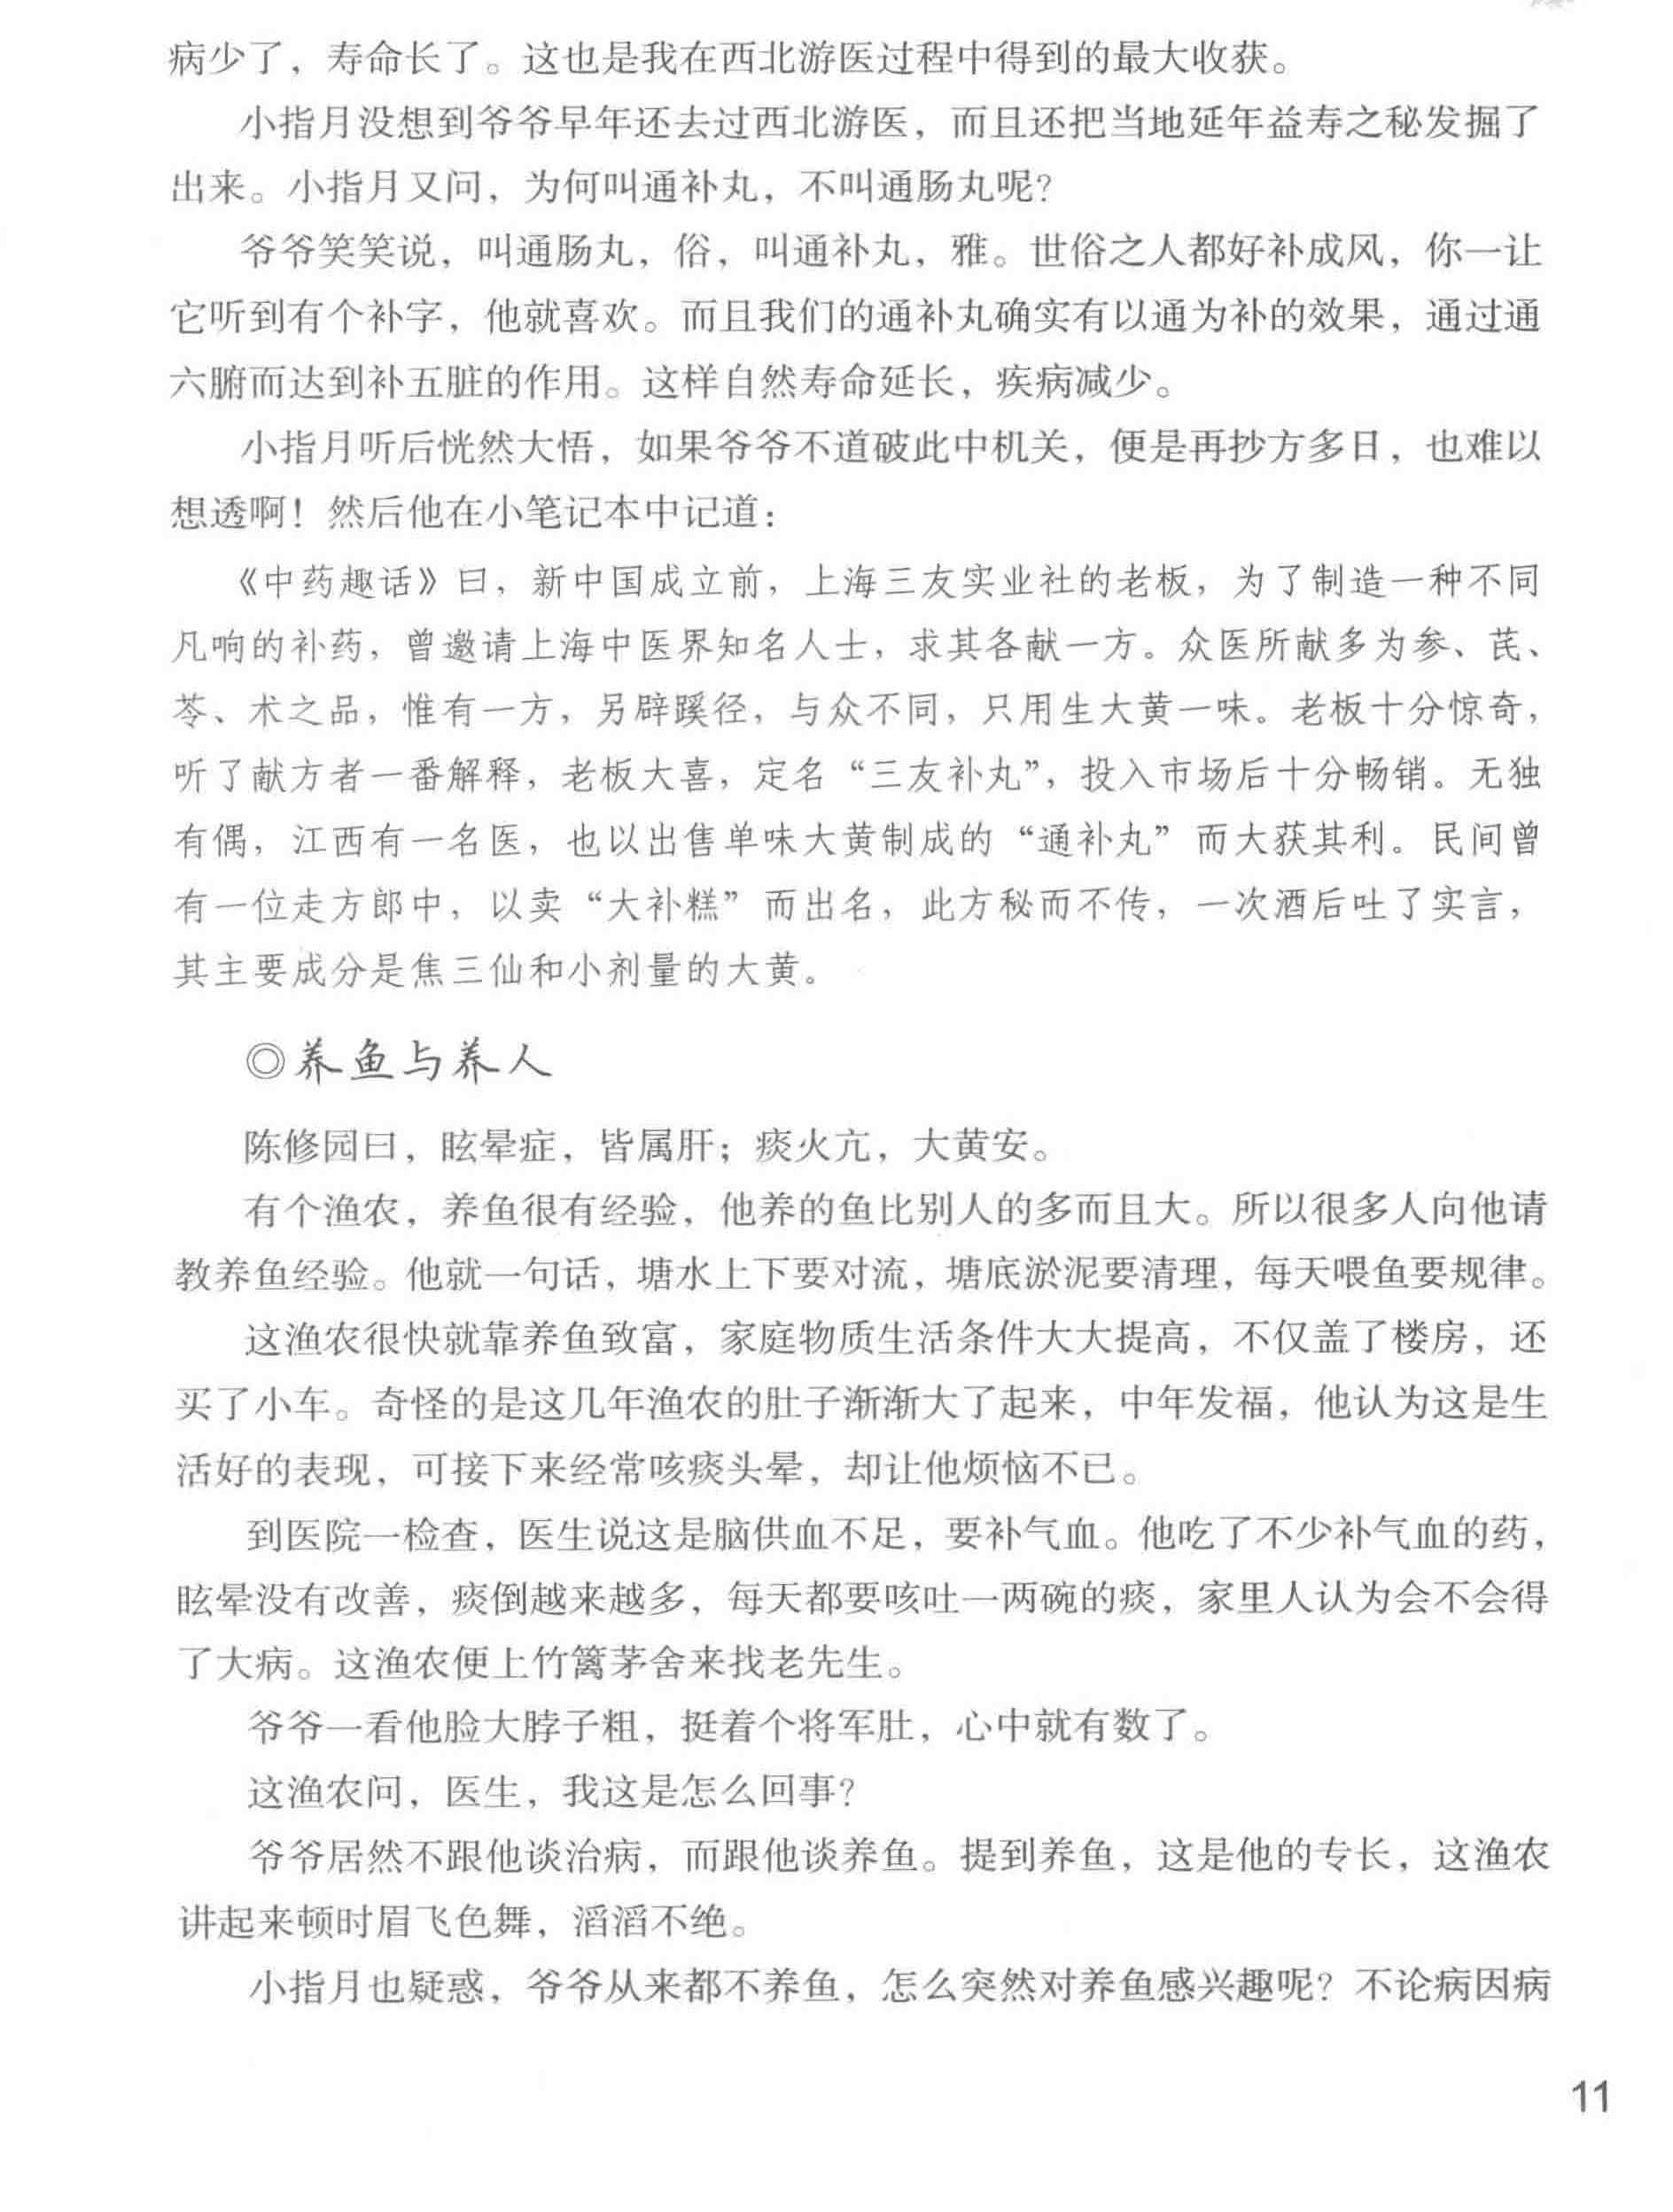 病少了，寿命长了。这也是我在西北游医过程中得到的最大收获。
小指月没想到爷爷早年还去过西北游医，而且还把当地延年益寿之秘发掘了
出来。小指月又问，为何叫通补丸，不叫通肠丸呢？
爷爷笑笑说，叫通肠丸，俗，叫通补丸，雅。世俗之人都好补成风，你一让
它听到有个补字，他就喜欢。而且我们的通补丸确实有以通为补的效果，通过通
六腑而达到补五脏的作用。这样自然寿命延长，疾病减少。
小指月听后恍然大悟，如果爷爷不道破此中机关，便是再抄方多日，也难以
想透啊！然后他在小笔记本中记道：
《中药趣话》曰，新中国成立前，上海三友实业社的老板，为了制造一种不同
凡响的补药，曾邀请上海中医界知名人士，求其各献一方。众医所献多为参、芪、
苓、术之品，惟有一方，另辟蹊径，与众不同，只用生大黄一味。老板十分惊奇，
听了献方者一番解释，老板大喜，定名“三友补丸”，投入市场后十分畅销。无独
有偶，江西有一名医，也以出售单味大黄制成的“通补丸”而大获其利。民间曾
有一位走方郎中，以卖“大补糕”而出名，此方秘而不传，一次酒后吐了实言，
其主要成分是焦三仙和小剂量的大黄。
◎养鱼与养人
陈修园曰，眩晕症，皆属肝；痰火亢，大黄安。
有个渔农，养鱼很有经验，他养的鱼比别人的多而且大。所以很多人向他请
教养鱼经验。他就一句话，塘水上下要对流，塘底淤泥要清理，每天喂鱼要规律。
这渔农很快就靠养鱼致富，家庭物质生活条件大大提高，不仅盖了楼房，还
买了小车。奇怪的是这几年渔农的肚子渐渐大了起来，中年发福，他认为这是生
活好的表现，可接下来经常咳痰头晕，却让他烦恼不已。
到医院一检查，医生说这是脑供血不足，要补气血。他吃了不少补气血的药，
眩晕没有改善，痰倒越来越多，每天都要咳吐一两碗的痰，家里人认为会不会得
了大病。这渔农便上竹篱茅舍来找老先生。
爷爷一看他脸大脖子粗，挺着个将军肚，心中就有数了。
这渔农问，医生，我这是怎么回事？
爷爷居然不跟他谈治病，而跟他谈养鱼。提到养鱼，这是他的专长，这渔农
讲起来顿时眉飞色舞，滔滔不绝。
小指月也疑惑，爷爷从来都不养鱼，怎么突然对养鱼感兴趣呢？不论病因病
11